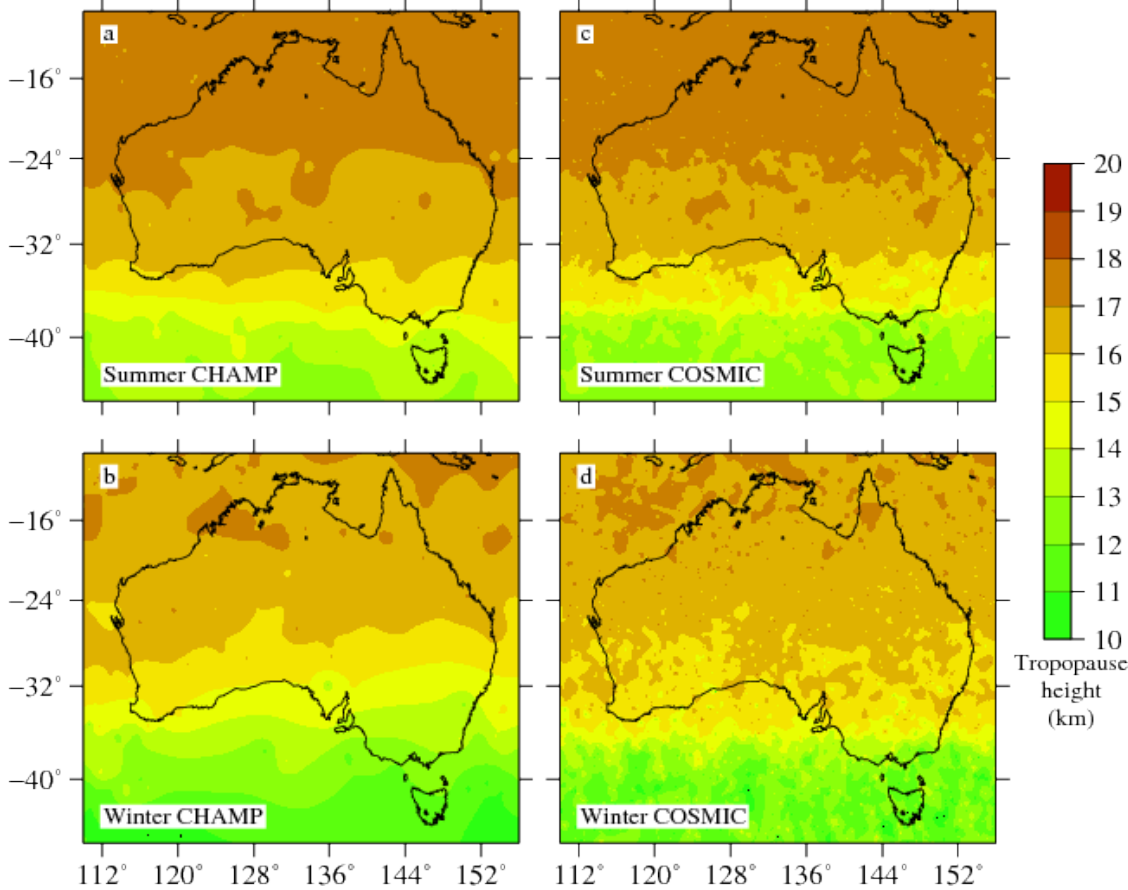 a
c
−16°
−24°
−32°
−40°
Summer CHAMP
Summer COSMIC
20
19
18
17
16
15
14
13
12
11
10
Tropopause
height
(km)
b
d
−16°
−24°
−32°
−40°
Winter CHAMP
Winter COSMIC
112° 120° 128° 136° 144° 152°
112° 120° 128° 136° 144° 152°